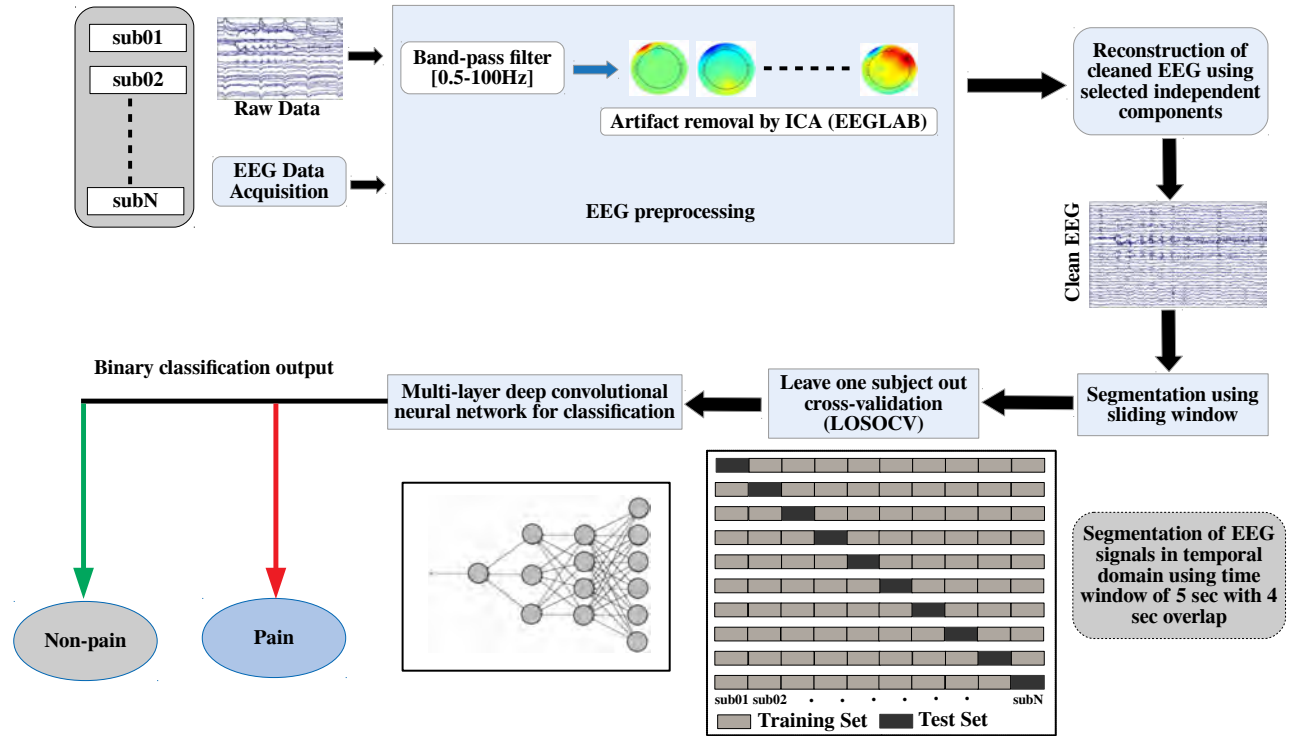 sub01
sub02
subN
Raw Data
EEG Data
Acquisition
Band-pass filter
[0.5-100Hz]
Artifact removal by ICA (EEGLAB)
EEG preprocessing
Reconstruction of
cleaned EEG using
selected independent
components
Clean EEG
Segmentation using
sliding window
Leave one subject out
cross-validation
(LOSOCV)
Multi-layer deep convolutional
neural network for classification
Binary classification output
Non-pain
Pain
sub01 sub02 . . . . . . subN
Training Set
Test Set
Segmentation of EEG
signals in temporal
domain using time
window of 5 sec with 4
sec overlap